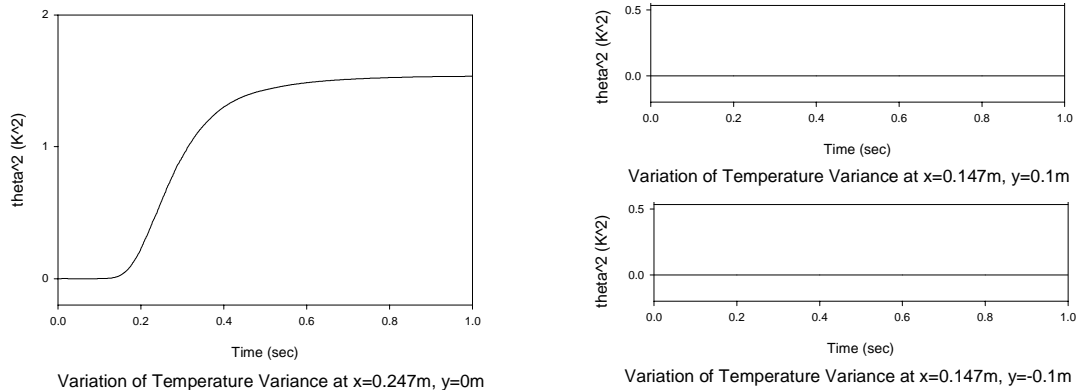 2
1
0
theta^2 (K^2)
0.0 0.2 0.4 0.6 0.8 1.0
Time (sec)
Variation of Temperature Variance at x=0.247m, y=0m
0.5
0.0
theta^2 (K^2)
0.0 0.2 0.4 0.6 0.8 1.0
Time (sec)
Variation of Temperature Variance at x=0.147m, y=0.1m
0.5
0.0
theta^2 (K^2)
0.0 0.2 0.4 0.6 0.8 1.0
Time (sec)
Variation of Temperature Variance at x=0.147m, y=-0.1m